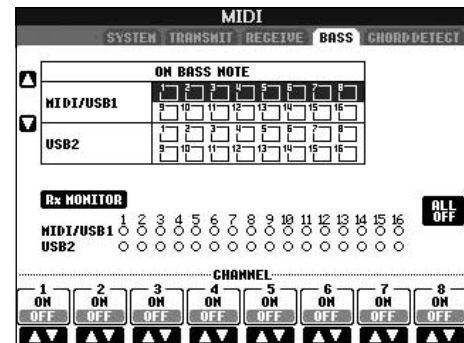 MIDI
SYSTEM TRANSMIT RECEIVE BASS CHORD DETECT
ON BASS NOTE
MIDI/USB1
1 2 3 4 5 6 7 8
9 10 11 12 13 14 15 16
USB2
1 2 3 4 5 6 7 8
9 10 11 12 13 14 15 16
Rx MONITOR
1 2 3 4 5 6 7 8 9 10 11 12 13 14 15 16
MIDI/USB1
USB2
ALL OFF
CHANNEL
1 2 3 4 5 6 7 8
ON ON ON ON ON ON ON ON
OFF OFF OFF OFF OFF OFF OFF OFF